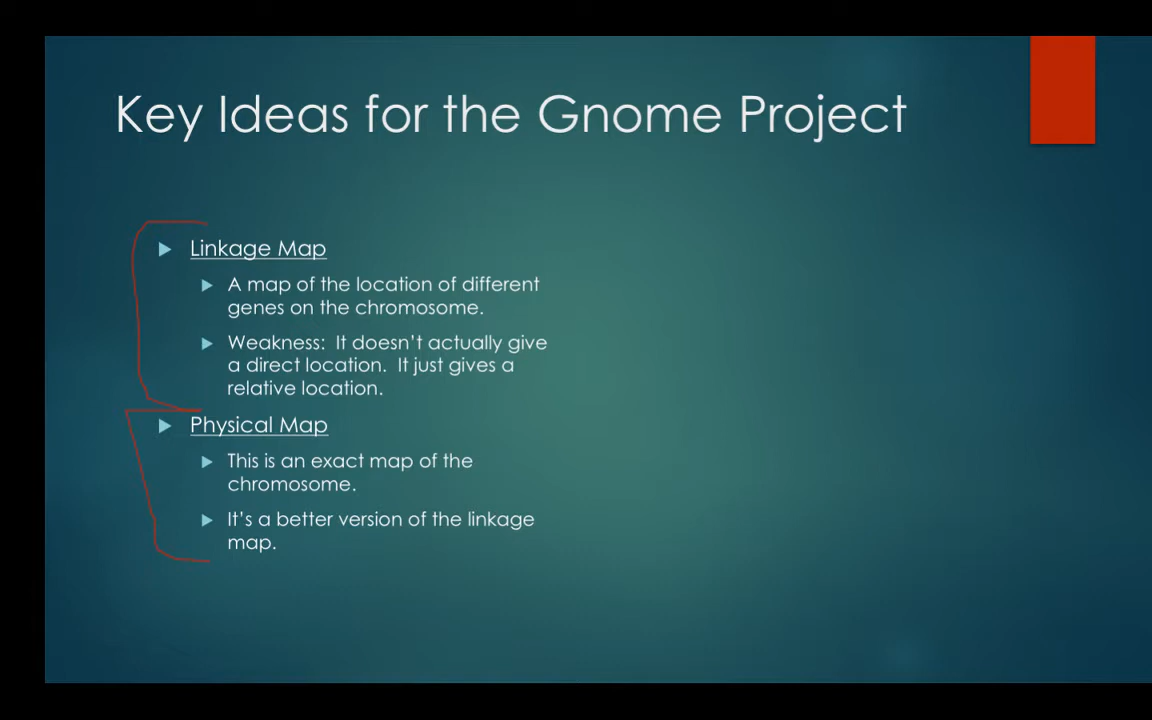 Key Ideas for the Gnome Project
Linkage Map
A map of the location of different
genes on the chromosome.
Weakness:  It doesn't actually give
a direct location.  It just gives a
relative location.
Physical Map
This is an exact map of the
chromosome.
It's a better version of the linkage
map.